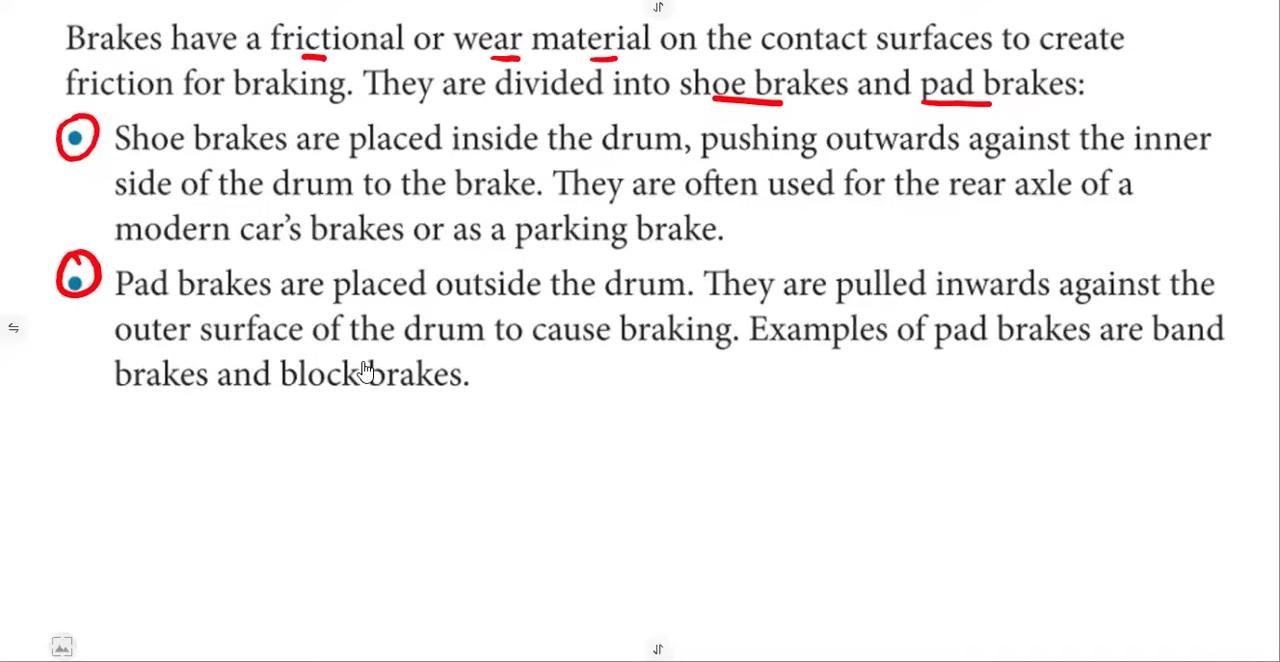 Brakes have a frictional or wear material on the contact surfaces to create
friction for braking. They are divided into shoe brakes and pad brakes:
• Shoe brakes are placed inside the drum, pushing outwards against the inner
side of the drum to the brake. They are often used for the rear axle of a
modern car’s brakes or as a parking brake.
• Pad brakes are placed outside the drum. They are pulled inwards against the
outer surface of the drum to cause braking. Examples of pad brakes are band
brakes and block brakes.